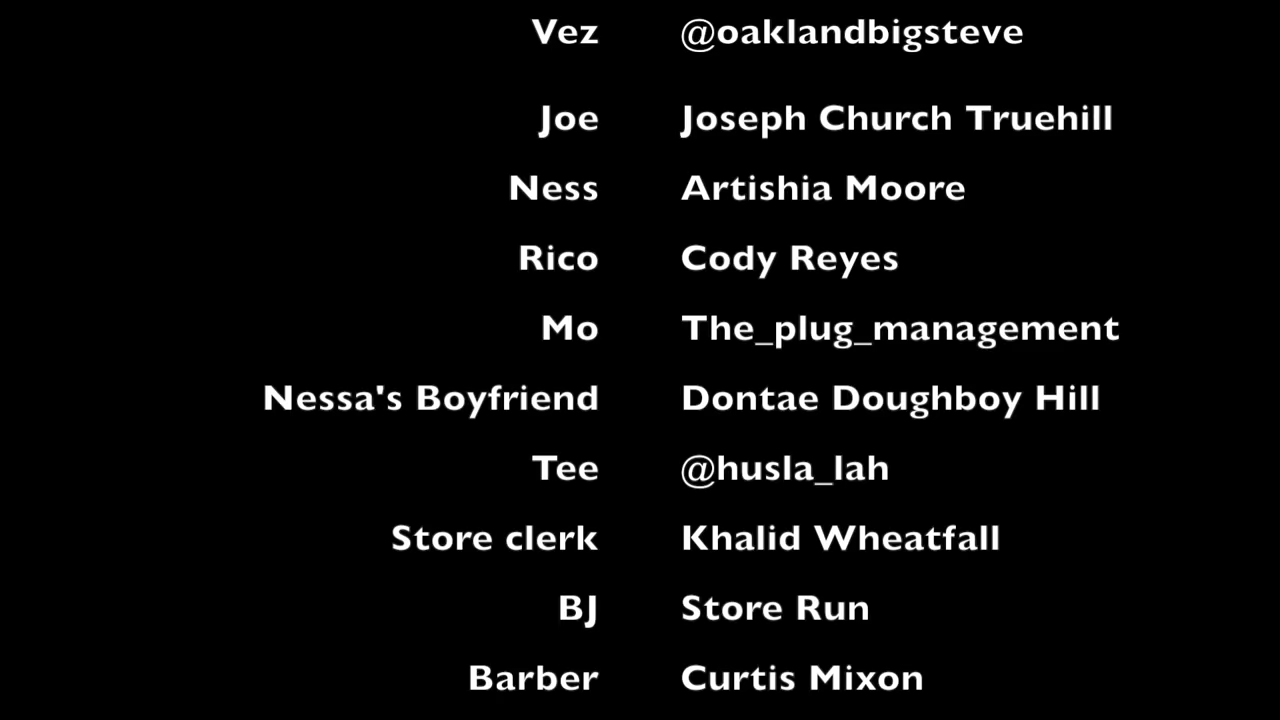 Vez @oaklandbigsteve
Joe Joseph Church Truehill
Ness Artishia Moore
Rico Cody Reyes
Mo The_plug_management
Nessa's Boyfriend Dontae Doughboy Hill
Tee @husla_lah
Store clerk Khalid Wheatfall
BJ Store Run
Barber Curtis Mixon